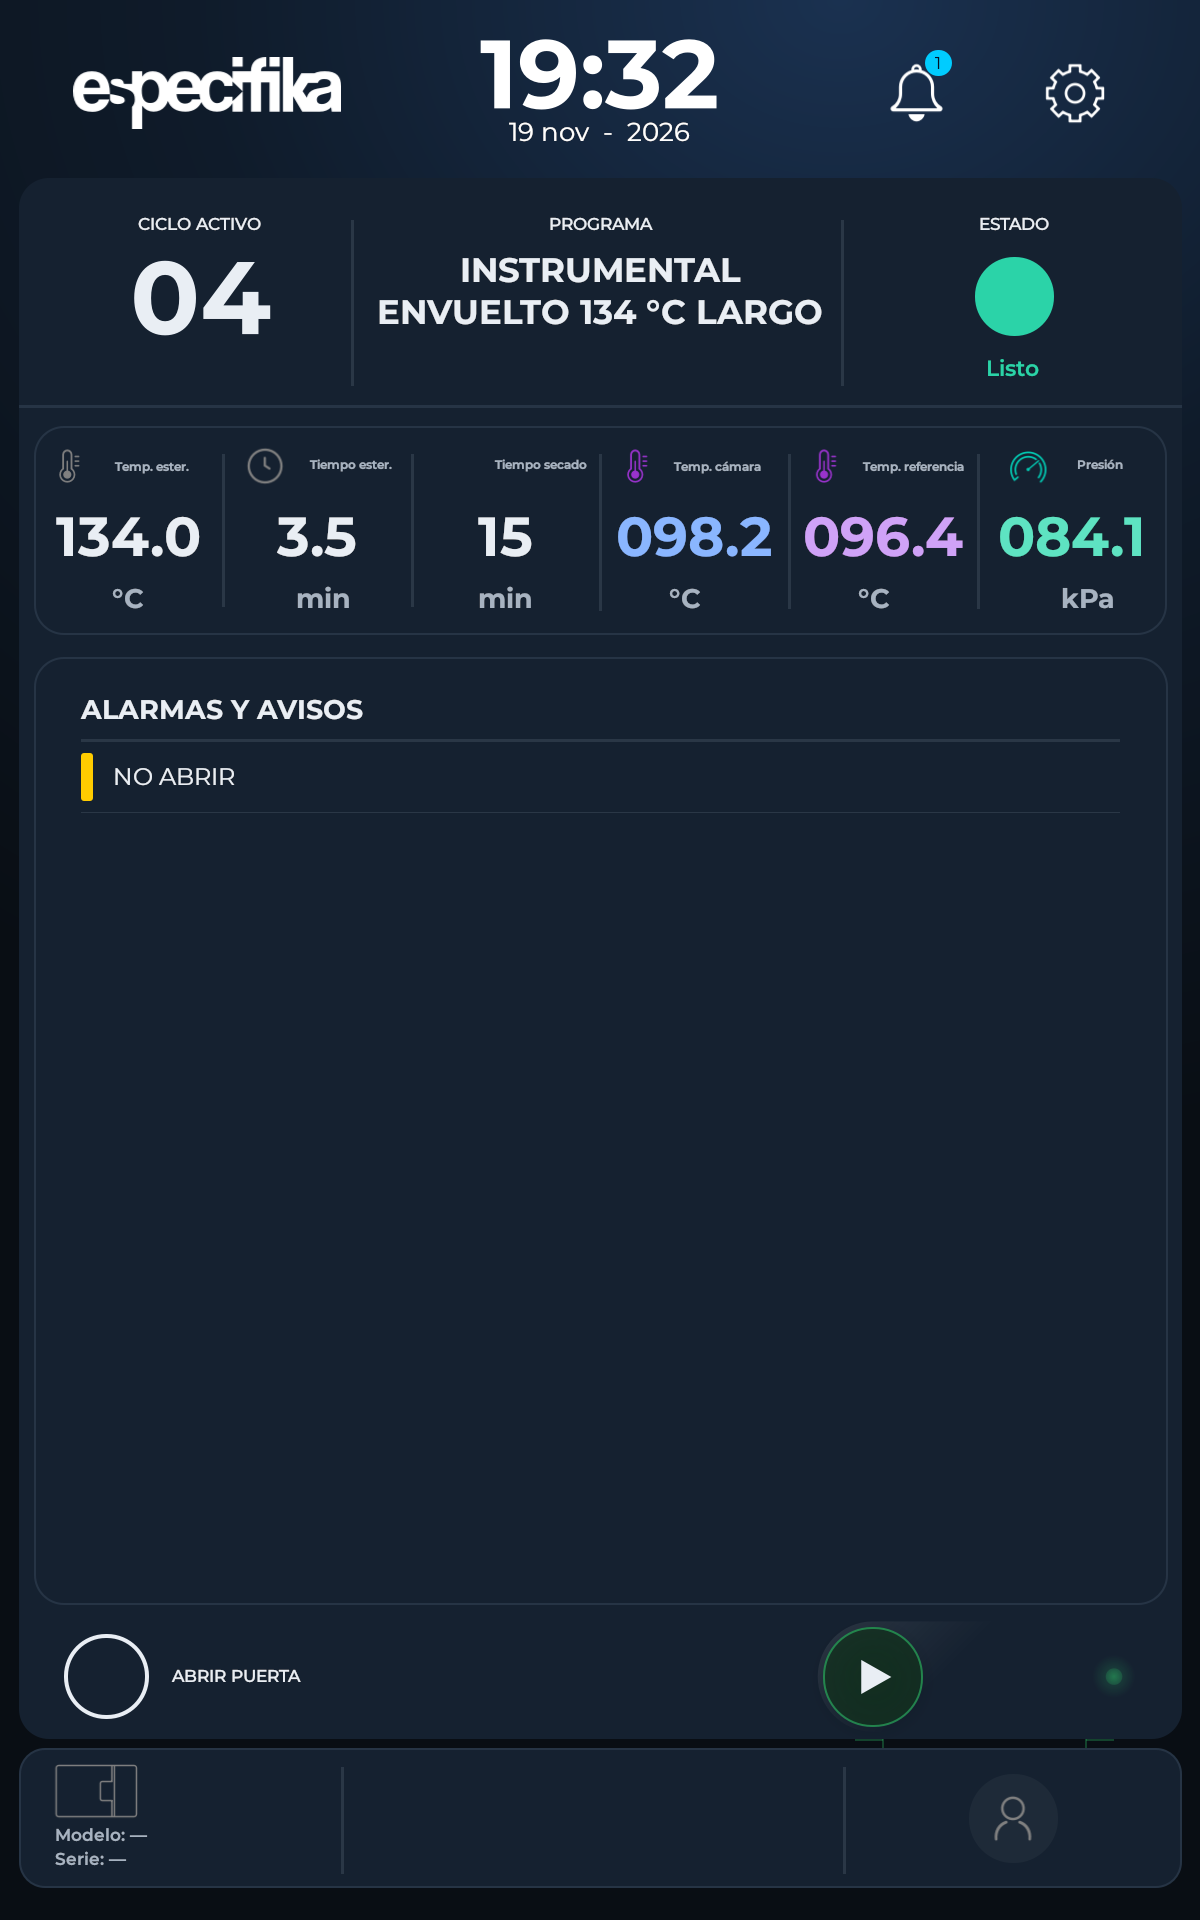 especifika
19:32
1
19 nov - 2026
CICLO ACTIVO
04
PROGRAMA
INSTRUMENTAL
ENVUELTO 134 °C LARGO
ESTADO
Listo
Temp. ester.
134.0
°C
Tiempo ester.
3.5
min
Tiempo secado
15
min
Temp. cámara
098.2
°C
Temp. referencia
096.4
°C
Presión
084.1
kPa
ALARMAS Y AVISOS
NO ABRIR
ABRIR PUERTA
Modelo: —
Serie: —